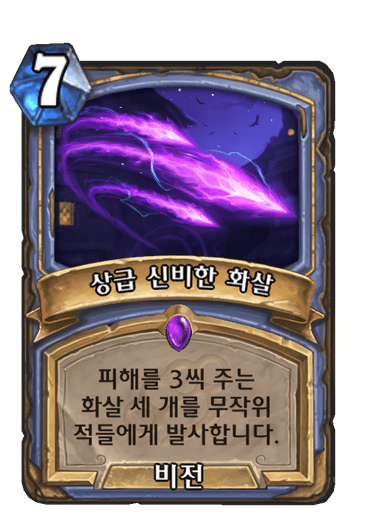 7
상급 신비한 화살
피해를 3씩 주는
화살 세 개를 무작위
적들에게 발사합니다.
비전